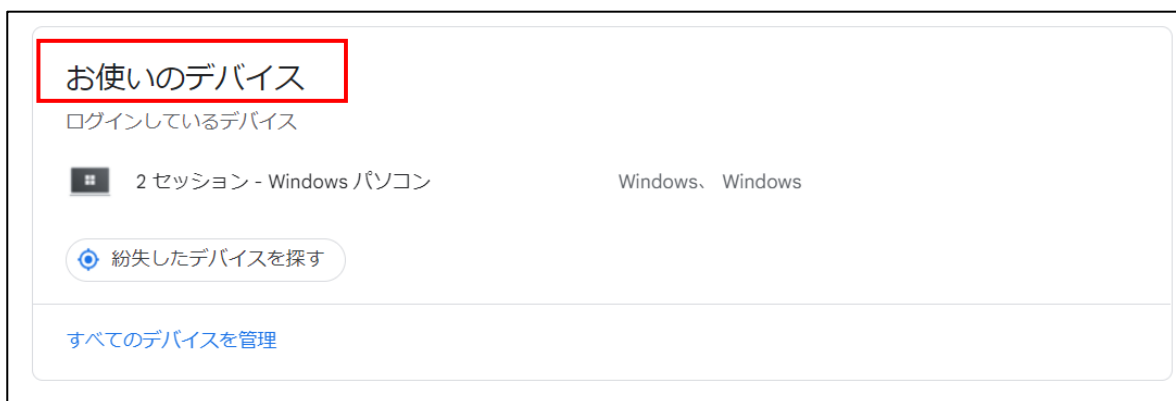 お使いのデバイス
ログインしているデバイス
2 セッション - Windows パソコン Windows、 Windows
紛失したデバイスを探す
すべてのデバイスを管理